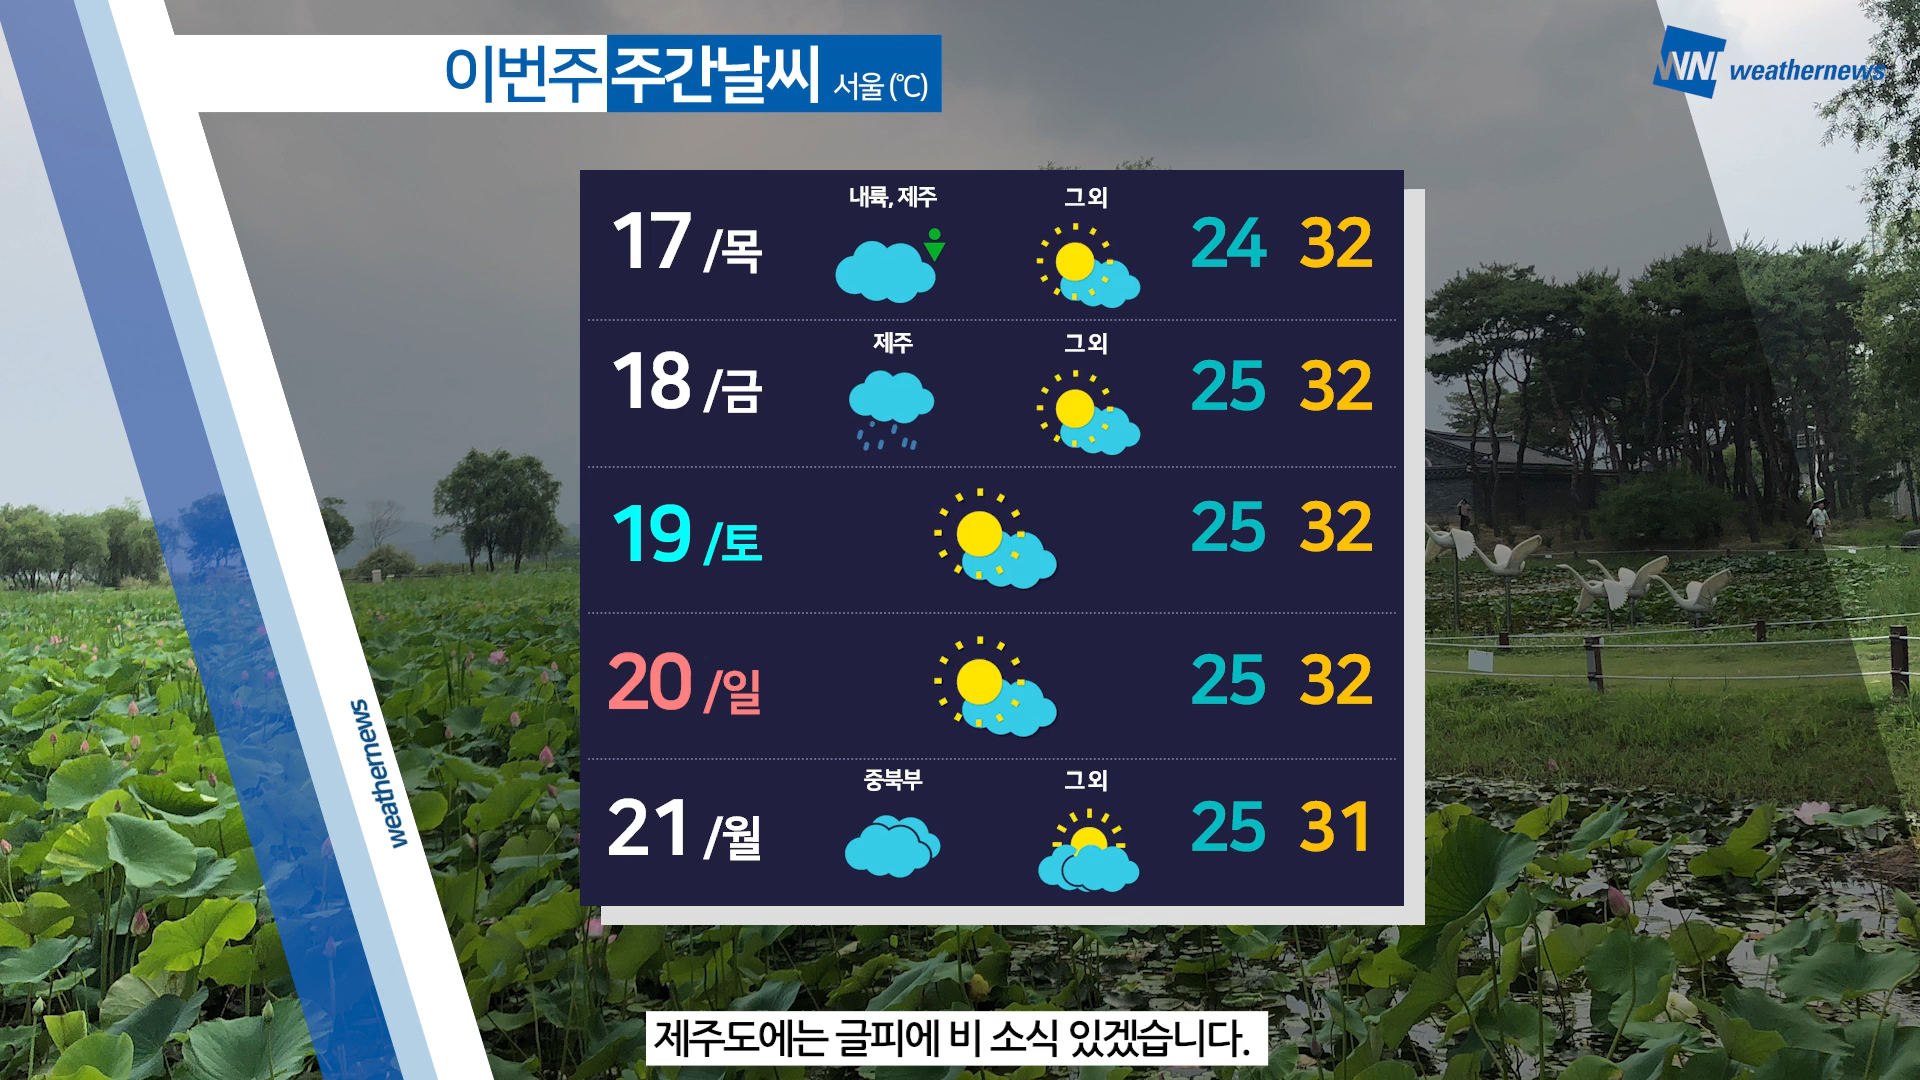 이번주 주간날씨 서울(℃)
WNI weathernews
내륙, 제주 그 외
17/목 24 32
제주 그 외
18/금 25 32
19/토 25 32
20/일 25 32
중북부 그 외
21/월 25 31
weathernews
제주도에는 글피에 비 소식 있겠습니다.